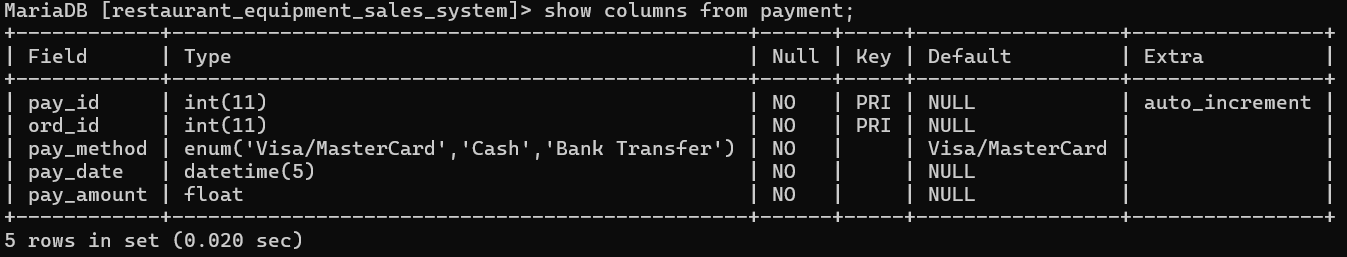 MariaDB [restaurant_equipment_sales_system]> show columns from payment;
+------------+------------------------------------------------+------+-----+-----------------+----------------+
| Field      | Type                                           | Null | Key | Default         | Extra          |
+------------+------------------------------------------------+------+-----+-----------------+----------------+
| pay_id     | int(11)                                        | NO   | PRI | NULL            | auto_increment |
| ord_id     | int(11)                                        | NO   | PRI | NULL            |                |
| pay_method | enum('Visa/MasterCard','Cash','Bank Transfer') | NO   |     | Visa/MasterCard |                |
| pay_date   | datetime(5)                                    | NO   |     | NULL            |                |
| pay_amount | float                                          | NO   |     | NULL            |                |
+------------+------------------------------------------------+------+-----+-----------------+----------------+
5 rows in set (0.020 sec)